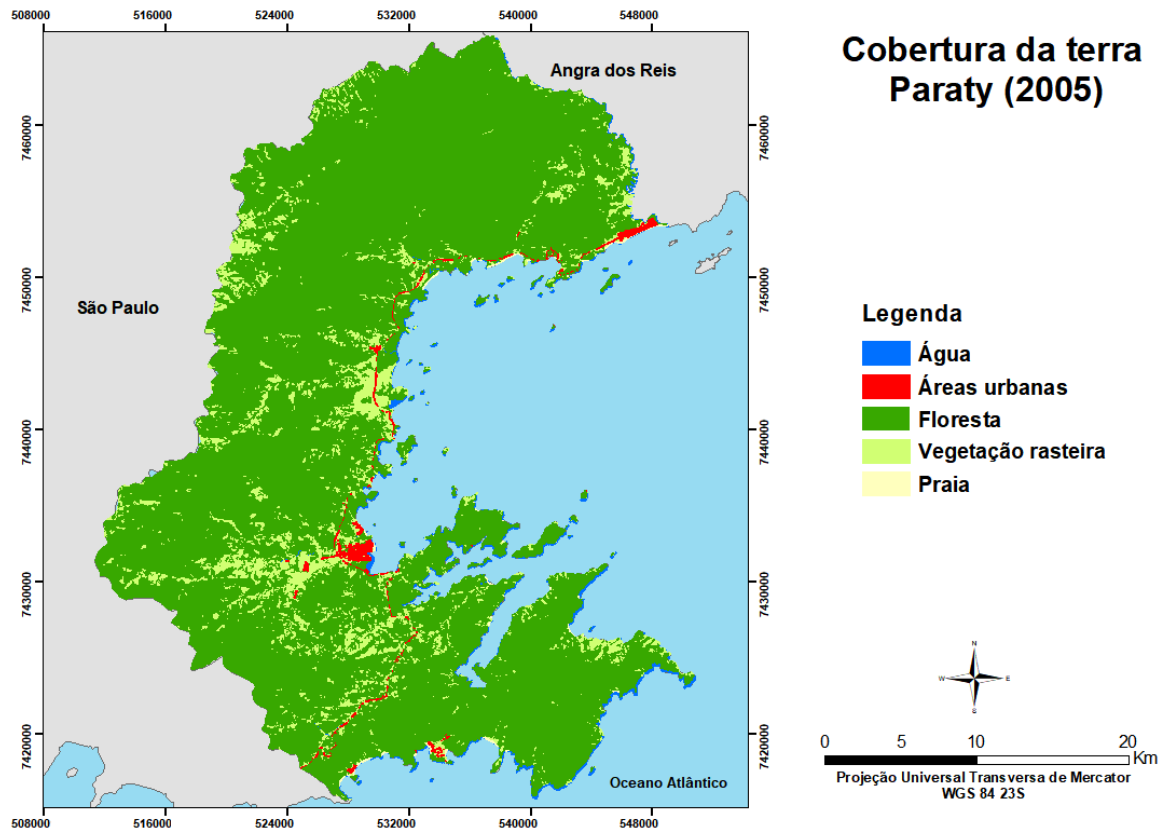 508000 516000 524000 532000 540000 548000
Cobertura da terra
Paraty (2005)
Angra dos Reis
7460000 7460000
São Paulo
7450000 7450000
Legenda
Água
Áreas urbanas
Floresta
Vegetação rasteira
Praia
7440000 7440000
7430000 7430000
N
W E
S
7420000 7420000
0 5 10 20
Km
Projeção Universal Transversa de Mercator
WGS 84 23S
Oceano Atlântico
508000 516000 524000 532000 540000 548000